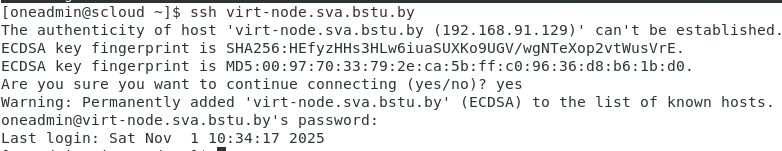 [oneadmin@scloud ~]$ ssh virt-node.sva.bstu.by
The authenticity of host 'virt-node.sva.bstu.by (192.168.91.129)' can't be established.
ECDSA key fingerprint is SHA256:HEfyzHHs3HLw6iuaSUXKo9UGV/wgNTeXop2vtWusVrE.
ECDSA key fingerprint is MD5:00:97:70:33:79:2e:ca:5b:ff:c0:96:36:d8:b6:1b:d0.
Are you sure you want to continue connecting (yes/no)? yes
Warning: Permanently added 'virt-node.sva.bstu.by' (ECDSA) to the list of known hosts.
oneadmin@virt-node.sva.bstu.by's password:
Last login: Sat Nov  1 10:34:17 2025